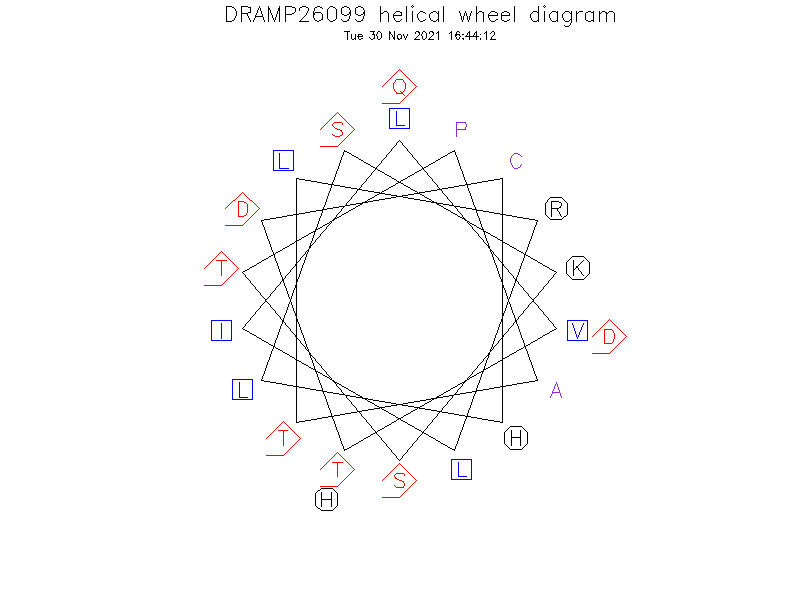 DRAMP26099 helical wheel diagram
Tue 30 Nov 2021 16:44:12
Q
L
S
P
L
C
D
R
T
K
I
V
D
L
A
T
H
T
L
S
H